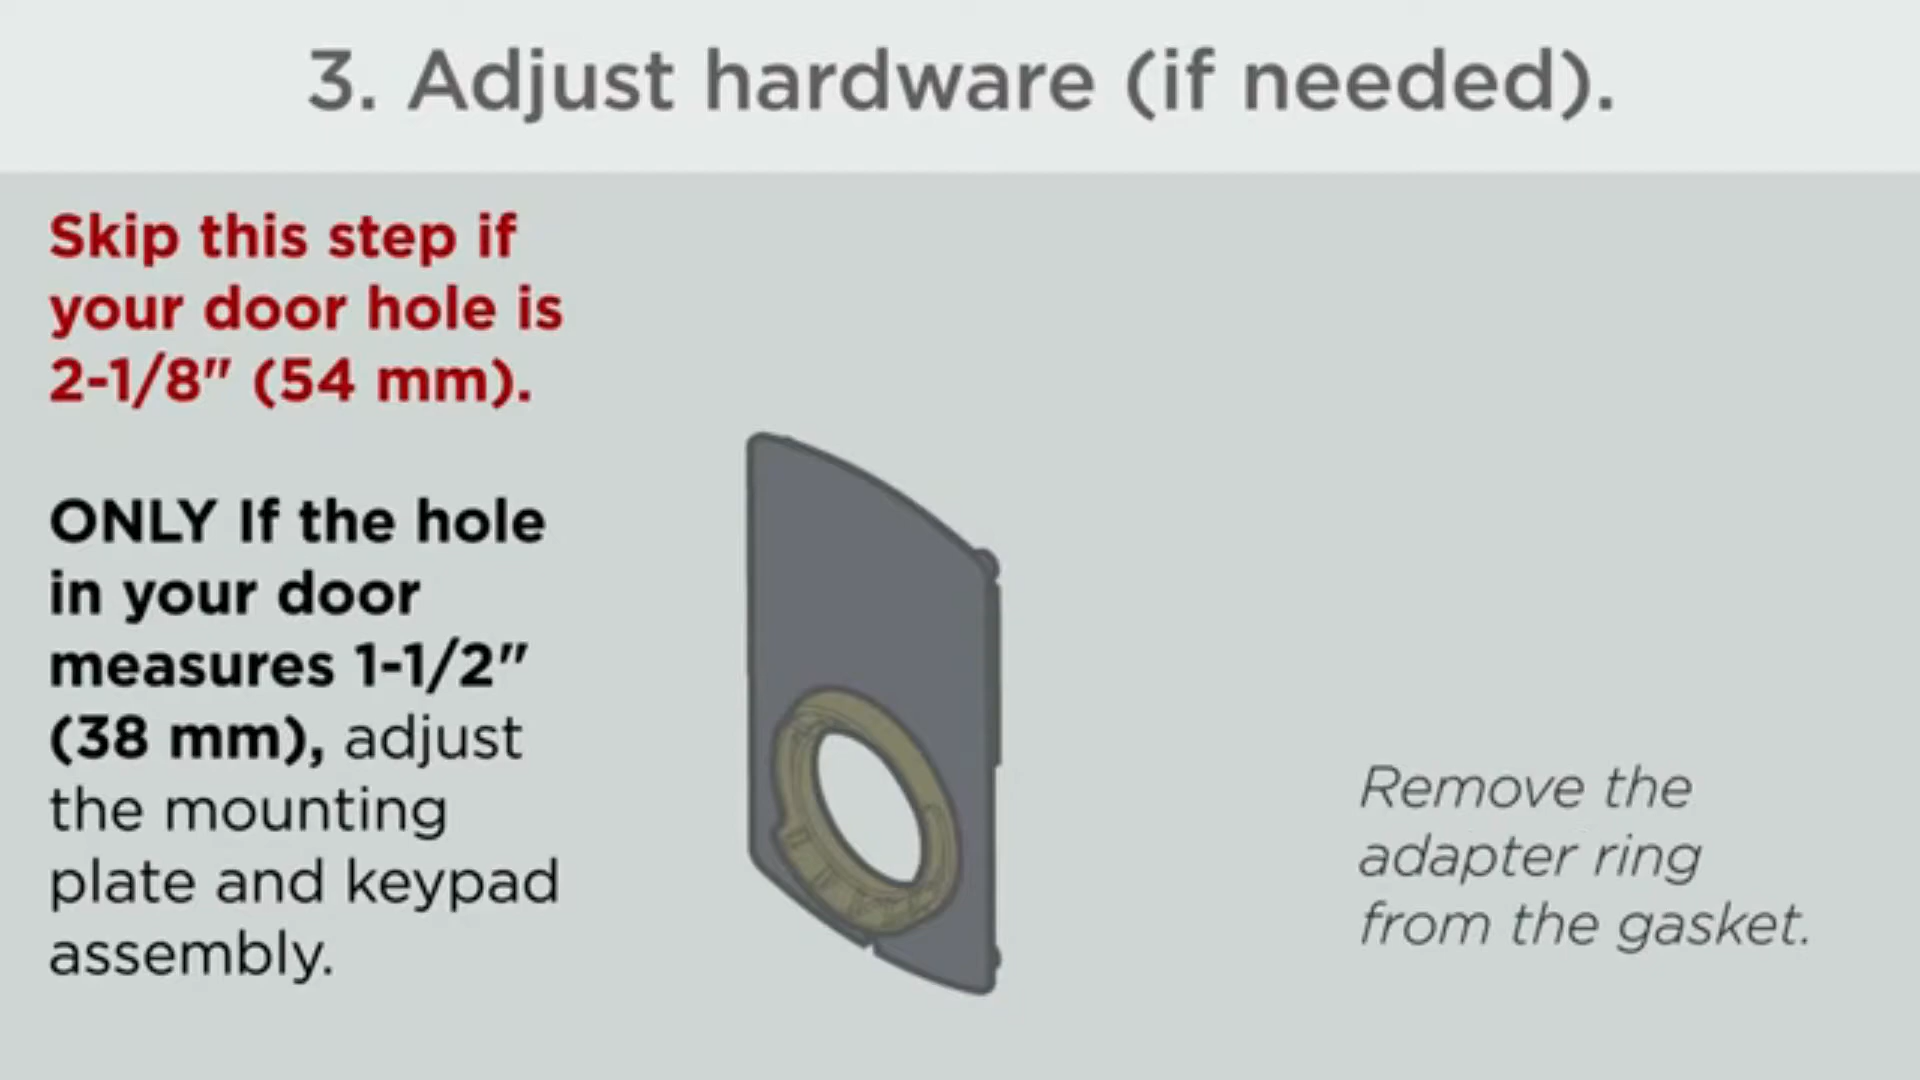 3. Adjust hardware (if needed).
Skip this step if
your door hole is
2-1/8" (54 mm).
ONLY If the hole
in your door
measures 1-1/2"
(38 mm), adjust
the mounting
plate and keypad
assembly.
Remove the
adapter ring
from the gasket.